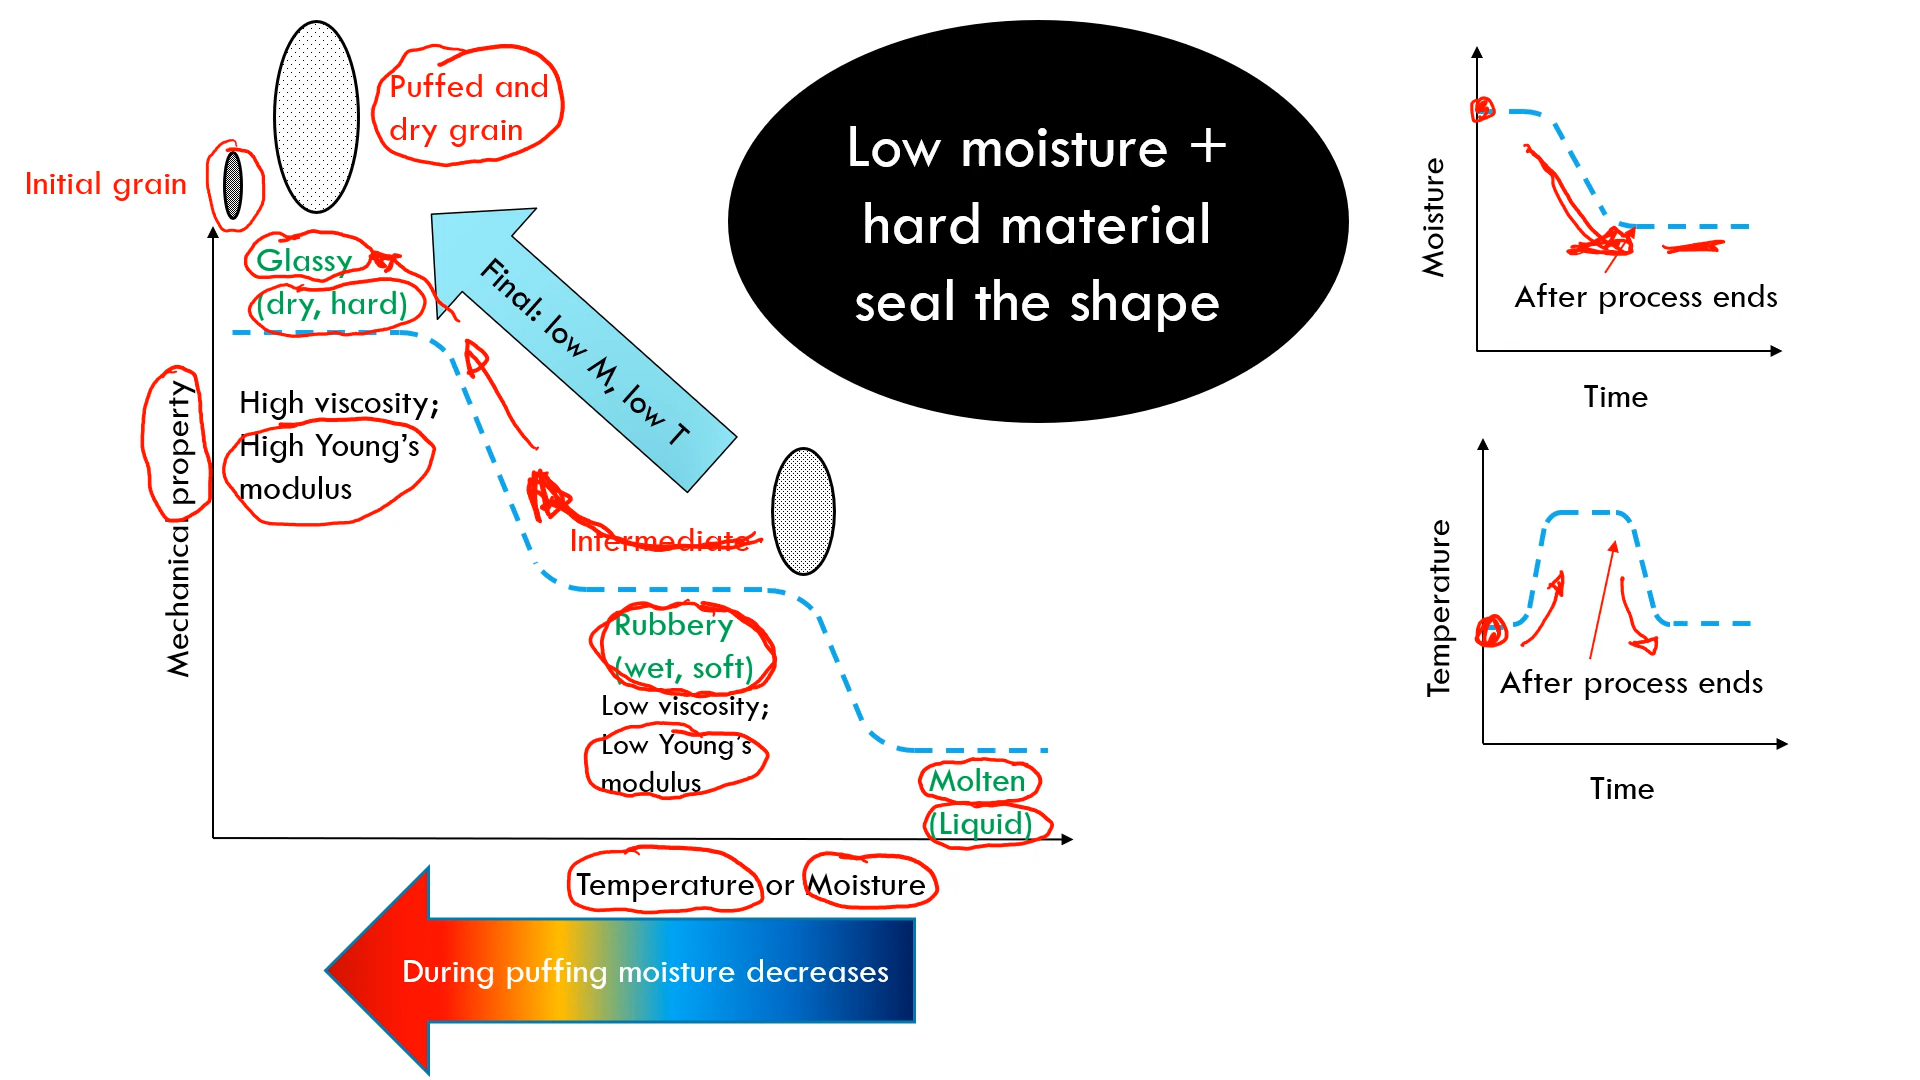 Puffed and
dry grain
Initial grain
Glassy
(dry, hard)
High viscosity;
High Young's
modulus
Mechanical property
Final: low M, low T
Intermediate
Rubbery
(wet, soft)
Low viscosity;
Low Young's
modulus
Molten
(Liquid)
Temperature or Moisture
During puffing moisture decreases
Low moisture +
hard material
seal the shape
Moisture
After process ends
Time
Temperature
After process ends
Time